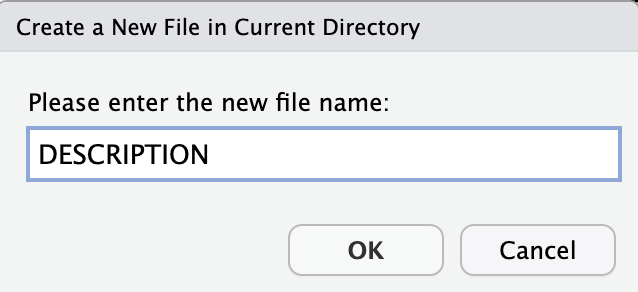 Create a New File in Current Directory
Please enter the new file name:
DESCRIPTION
OK
Cancel